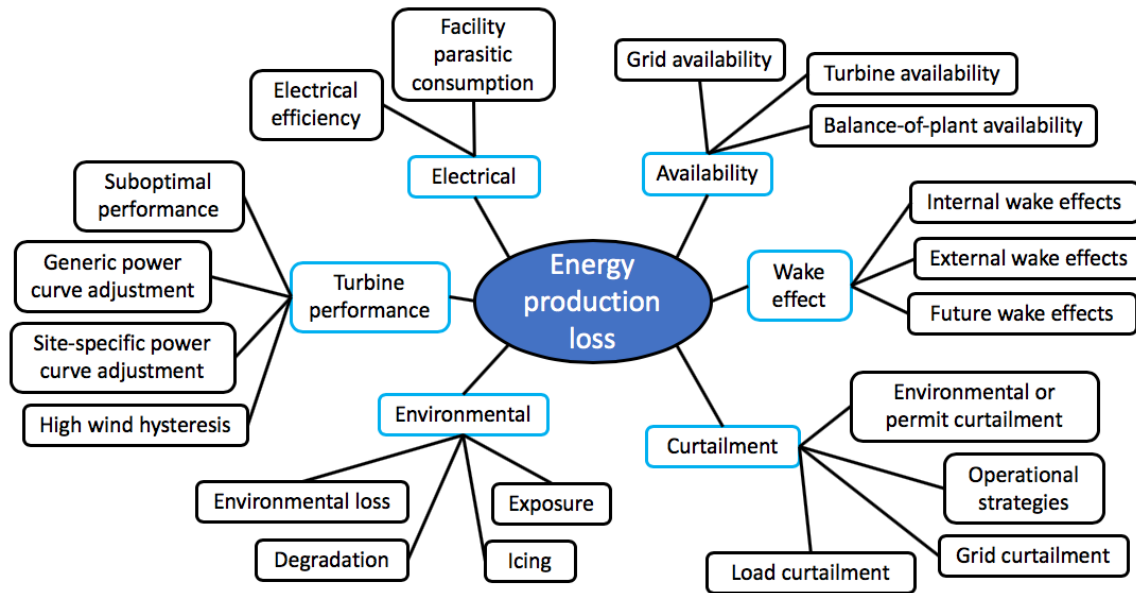 Facility
parasitic
consumption
Electrical
efficiency
Electrical
Grid availability
Turbine availability
Balance-of-plant availability
Availability
Suboptimal
performance
Generic power
curve adjustment
Site-specific power
curve adjustment
High wind hysteresis
Turbine
performance
Energy
production
loss
Wake
effect
Internal wake effects
External wake effects
Future wake effects
Environmental
Environmental loss
Degradation
Icing
Exposure
Curtailment
Environmental or
permit curtailment
Operational
strategies
Grid curtailment
Load curtailment